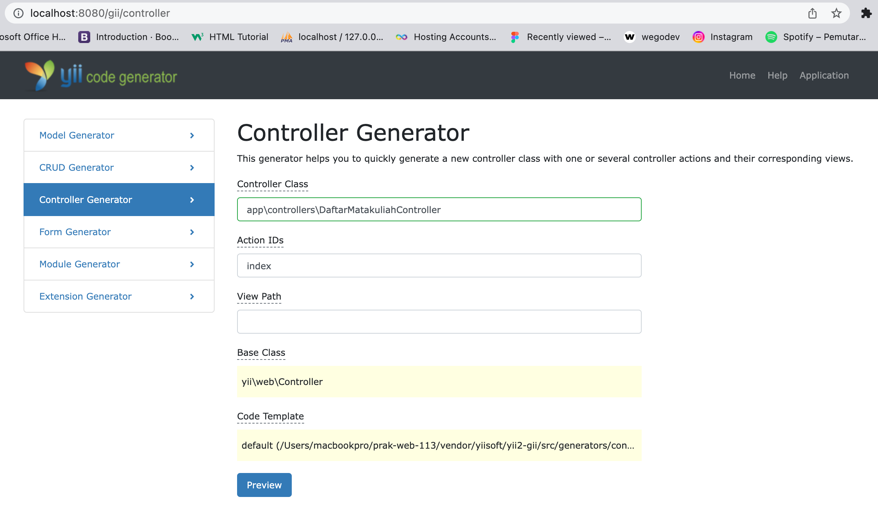 localhost:8080/gii/controller
osoft Office H...
B Introduction · Boo...
HTML Tutorial
localhost / 127.0.0...
Hosting Accounts...
Recently viewed –...
W wegodev
Instagram
Spotify – Pemutar...
yii code generator
Home Help Application
Model Generator
CRUD Generator
Controller Generator
Form Generator
Module Generator
Extension Generator
Controller Generator
This generator helps you to quickly generate a new controller class with one or several controller actions and their corresponding views.
Controller Class
app\controllers\DaftarMatakuliahController
Action IDs
index
View Path
Base Class
yii\web\Controller
Code Template
default (/Users/macbookpro/prak-web-113/vendor/yiisoft/yii2-gii/src/generators/con...
Preview